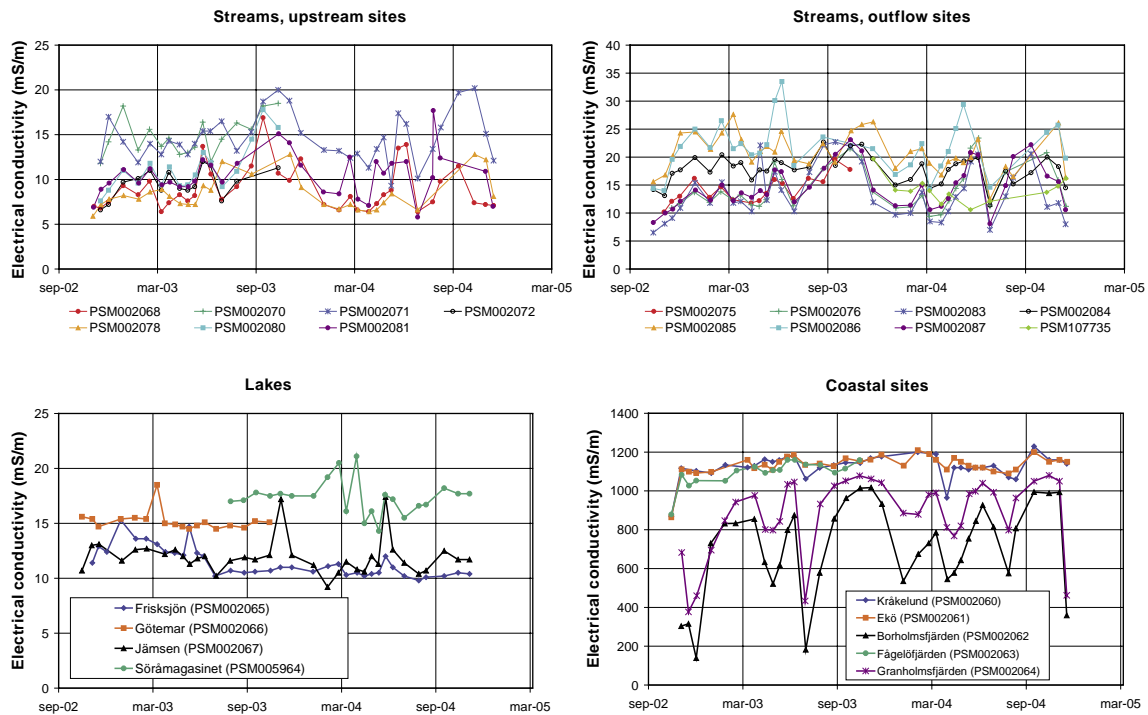 Streams, upstream sites
Electrical conductivity (mS/m)
25
20
15
10
5
0
sep-02 mar-03 sep-03 mar-04 sep-04 mar-05
PSM002068 PSM002070 PSM002071 PSM002072
PSM002078 PSM002080 PSM002081
Streams, outflow sites
Electrical conductivity (mS/m)
40
35
30
25
20
15
10
5
0
sep-02 mar-03 sep-03 mar-04 sep-04 mar-05
PSM002075 PSM002076 PSM002083 PSM002084
PSM002085 PSM002086 PSM002087 PSM107735
Lakes
Electrical conductivity (mS/m)
25
20
15
10
5
0
Frisksjön (PSM002065)
Götemar (PSM002066)
Jämsen (PSM002067)
Söråmagasinet (PSM005964)
sep-02 mar-03 sep-03 mar-04 sep-04 mar-05
Coastal sites
Electrical conductivity (mS/m)
1400
1200
1000
800
600
400
200
0
Kråkelund (PSM002060)
Ekö (PSM002061)
Borholmsfjärden (PSM002062
Fågelöfjärden (PSM002063)
Granholmsfjärden (PSM002064)
sep-02 mar-03 sep-03 mar-04 sep-04 mar-05